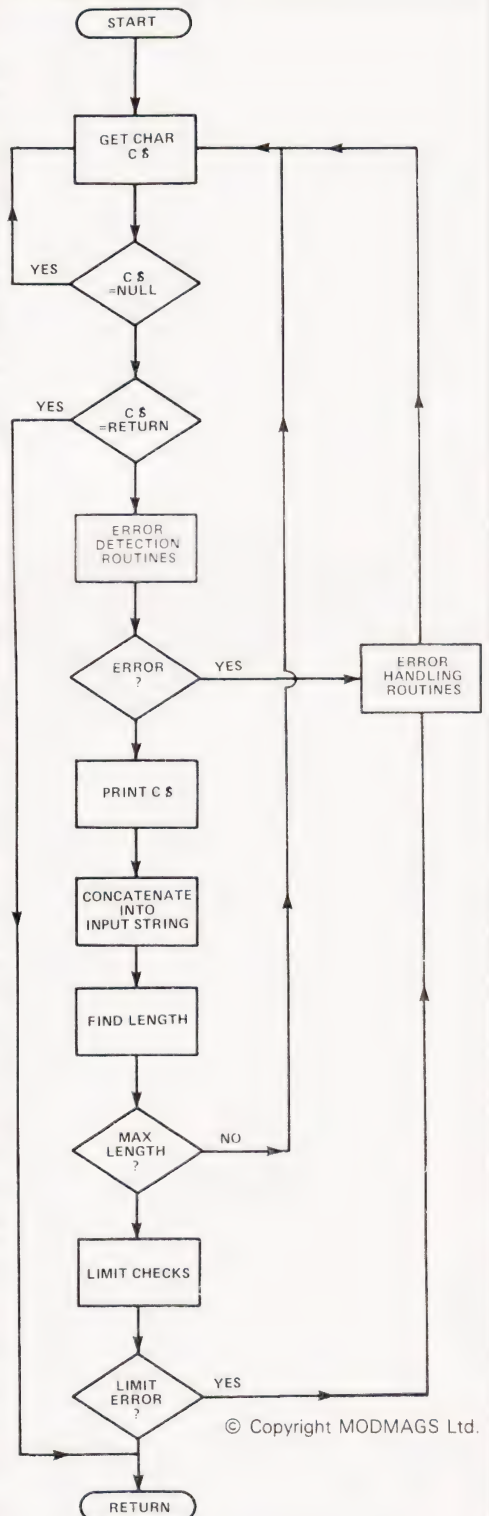 START
GET CHAR
C$
YES
C$
=NULL
YES
C$
=RETURN
ERROR
DETECTION
ROUTINES
ERROR
?
YES
ERROR
HANDLING
ROUTINES
PRINT C$
CONCATENATE
INTO
INPUT STRING
FIND LENGTH
MAX
LENGTH
?
NO
LIMIT CHECKS
LIMIT
ERROR
?
YES
© Copyright MODMAGS Ltd.
RETURN